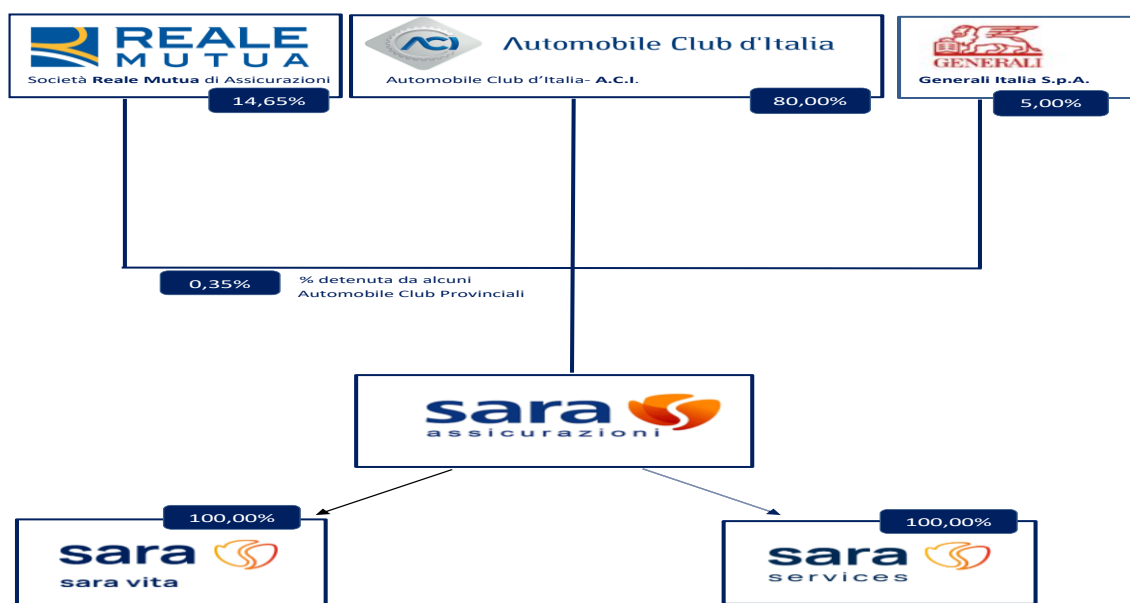 REALE
MUTUA
Società Reale Mutua di Assicurazioni
14,65%
ACI
Automobile Club d'Italia
Automobile Club d'Italia- A.C.I.
80,00%
GENERALI
Generali Italia S.p.A.
5,00%
0,35%
% detenuta da alcuni
Automobile Club Provinciali
sara
assicurazioni
100,00%
sara
sara vita
100,00%
sara
services